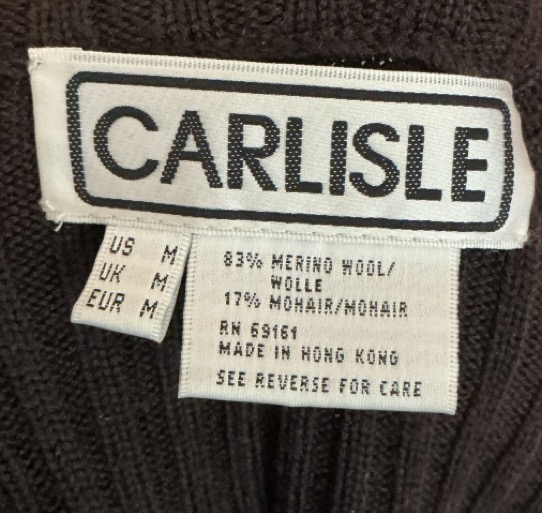 CARLISLE
US M
UK M
EUR M
83% MERINO WOOL/
WOLLE
17% MOHAIR/MOHAIR
RN 69161
MADE IN HONG KONG
SEE REVERSE FOR CARE